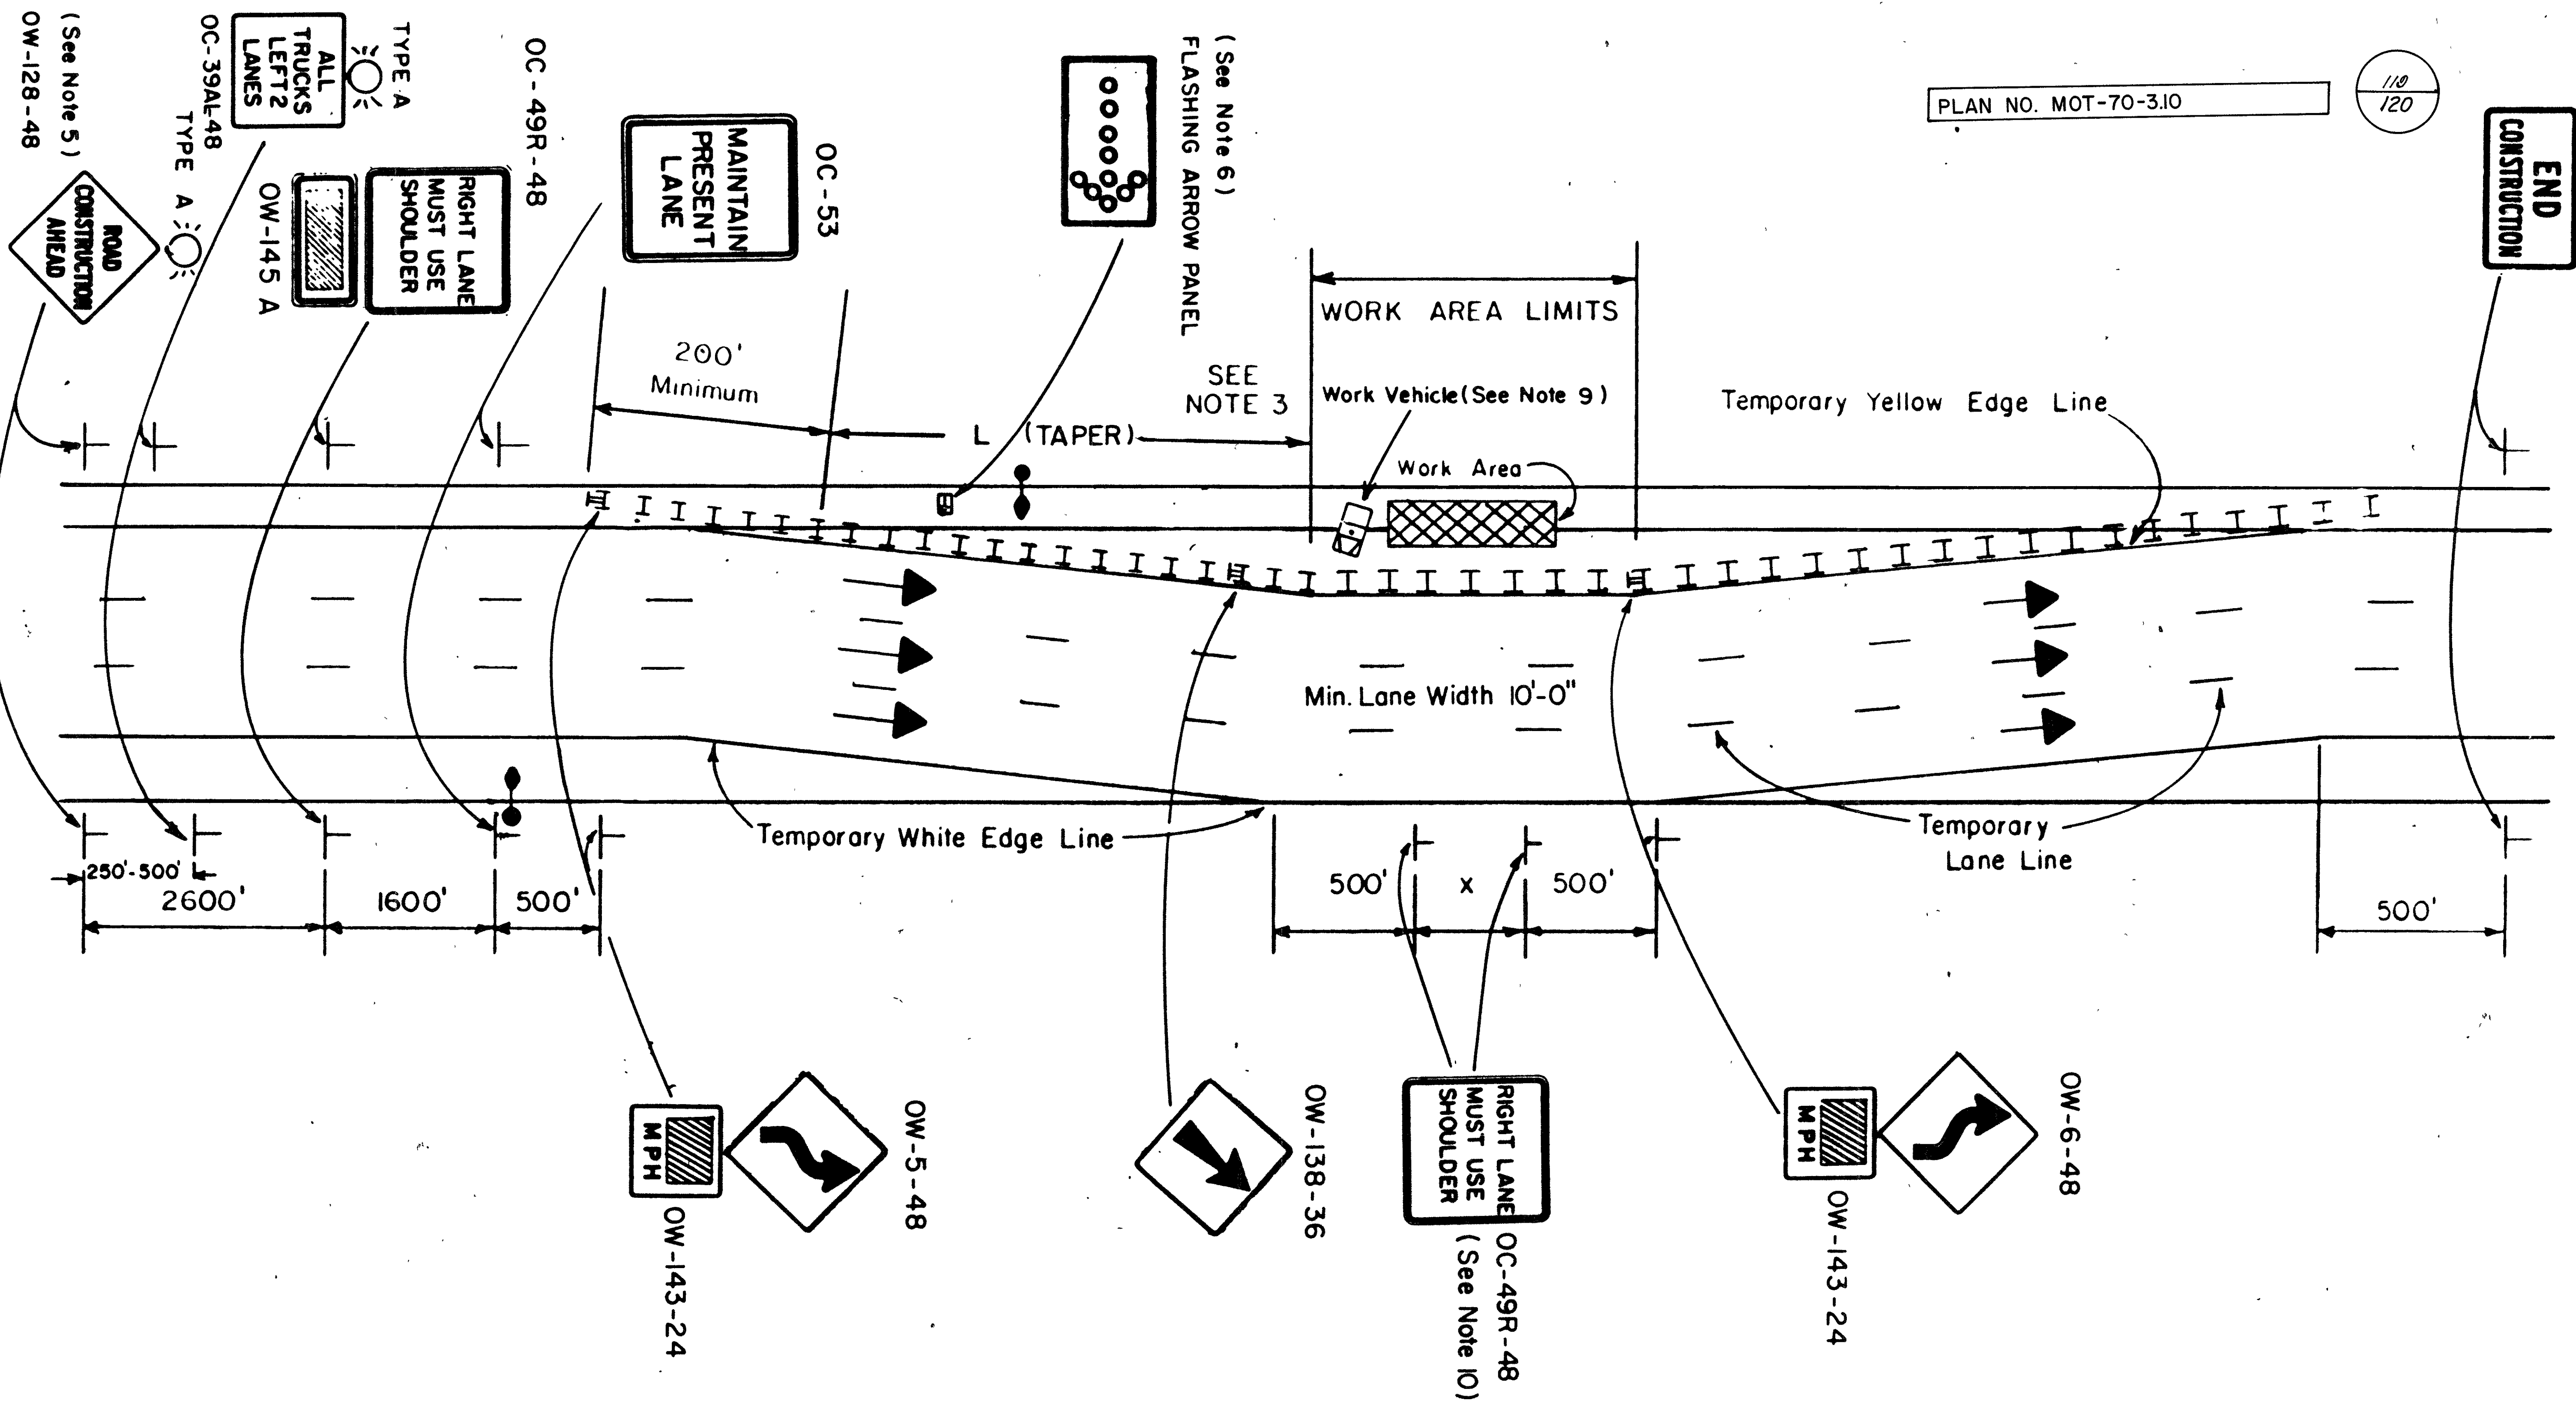 PLAN NO. MOT-70-3.10
118
120
(See Note 5)
OW-128-48
ROAD
CONSTRUCTION
AHEAD
TYPE A
OC-39AL-48
ALL
TRUCKS
LEFT 2
LANES
TYPE A
OC-49R-48
RIGHT LANE
MUST USE
SHOULDER
OW-145 A
OC-53
MAINTAIN
PRESENT
LANE
(See Note 6)
FLASHING ARROW PANEL
END
CONSTRUCTION
WORK AREA LIMITS
200'
Minimum
SEE
NOTE 3
L (TAPER)
Work Vehicle (See Note 9)
Work Area
Temporary Yellow Edge Line
Min. Lane Width 10'-0"
Temporary White Edge Line
Temporary
Lane Line
250'-500'
2600'
1600'
500'
500'
X
500'
500'
OW-5-48
MPH
OW-143-24
OW-138-36
RIGHT LANE
MUST USE
SHOULDER
OC-49R-48
(See Note 10)
OW-6-48
MPH
OW-143-24